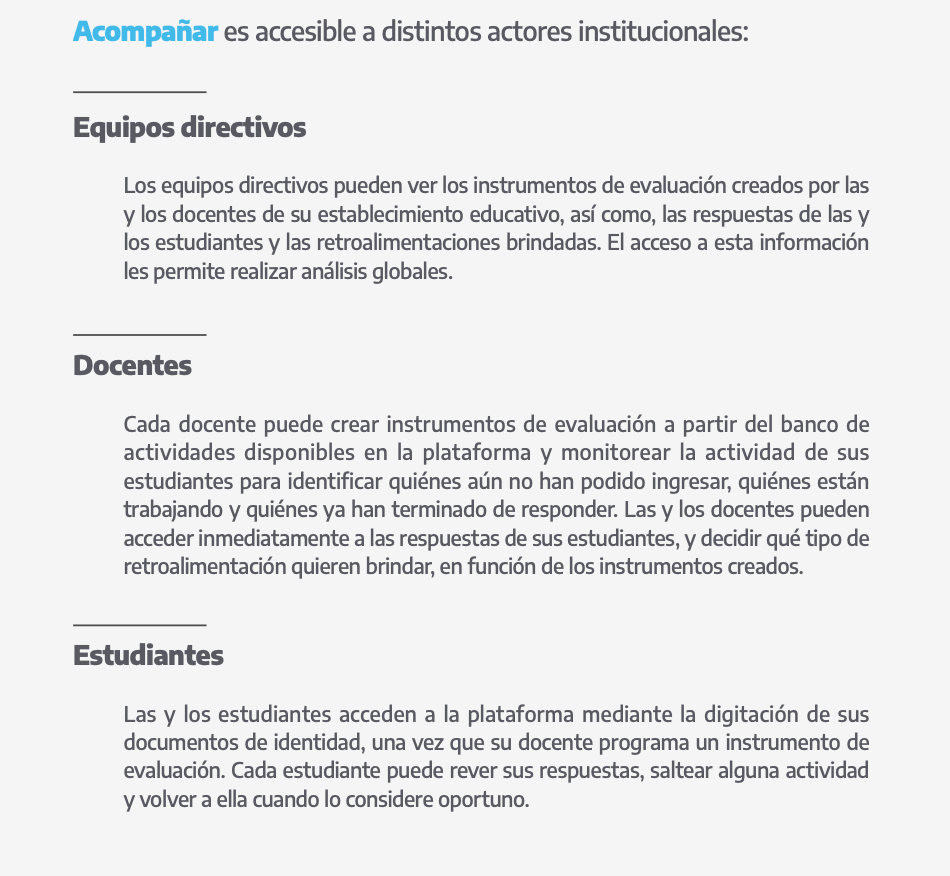 Acompañar es accesible a distintos actores institucionales:
Equipos directivos
Los equipos directivos pueden ver los instrumentos de evaluación creados por las
y los docentes de su establecimiento educativo, así como, las respuestas de las y
los estudiantes y las retroalimentaciones brindadas. El acceso a esta información
les permite realizar análisis globales.
Docentes
Cada docente puede crear instrumentos de evaluación a partir del banco de
actividades disponibles en la plataforma y monitorear la actividad de sus
estudiantes para identificar quiénes aún no han podido ingresar, quiénes están
trabajando y quiénes ya han terminado de responder. Las y los docentes pueden
acceder inmediatamente a las respuestas de sus estudiantes, y decidir qué tipo de
retroalimentación quieren brindar, en función de los instrumentos creados.
Estudiantes
Las y los estudiantes acceden a la plataforma mediante la digitación de sus
documentos de identidad, una vez que su docente programa un instrumento de
evaluación. Cada estudiante puede rever sus respuestas, saltear alguna actividad
y volver a ella cuando lo considere oportuno.